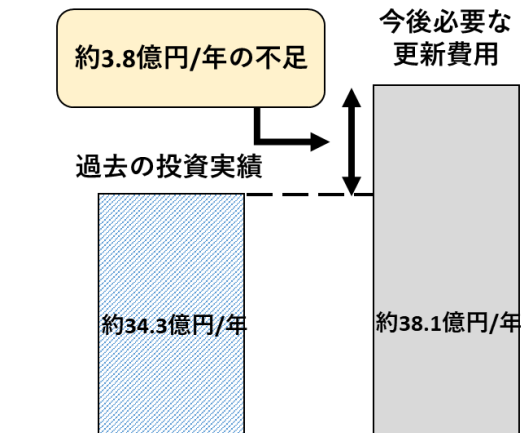 今後必要な
更新費用
約3.8億円/年の不足
過去の投資実績
約34.3億円/年
約38.1億円/年